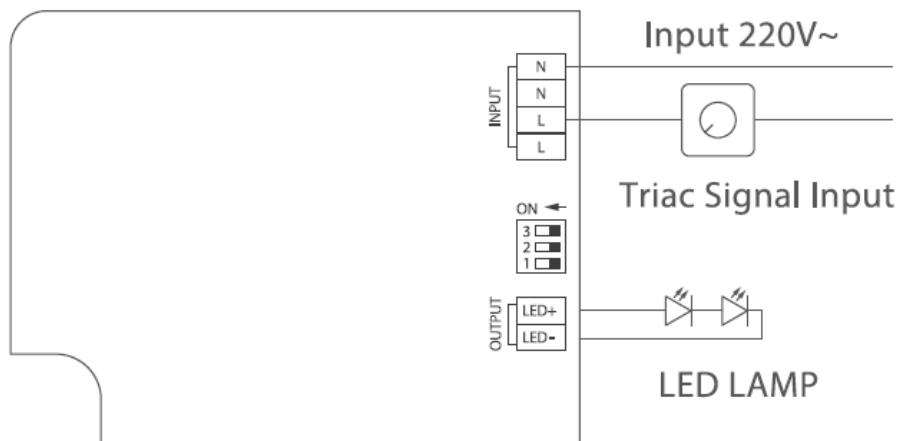 Input 220V~
INPUT
N
N
L
L
Triac Signal Input
ON
3
2
1
OUTPUT
LED+
LED-
LED LAMP